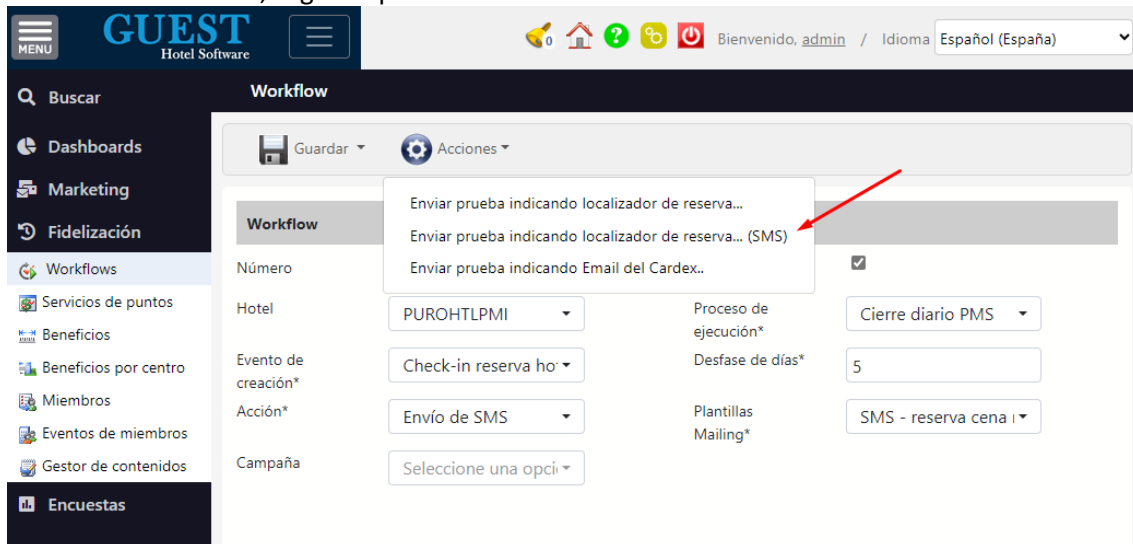 MENU
GUEST
Hotel Software
0
Bienvenido, admin / Idioma Español (España)
Buscar
Workflow
Dashboards
Guardar
Acciones
Marketing
Enviar prueba indicando localizador de reserva...
Fidelización
Workflow
Enviar prueba indicando localizador de reserva... (SMS)
Workflows
Número
Enviar prueba indicando Email del Cardex..
Servicios de puntos
Hotel
PUROHTLPMI
Proceso de
ejecución*
Cierre diario PMS
Beneficios
Beneficios por centro
Evento de
creación*
Check-in reserva ho
Desfase de días*
5
Miembros
Acción*
Envío de SMS
Plantillas
Mailing*
SMS - reserva cena
Eventos de miembros
Gestor de contenidos
Campaña
Seleccione una opci
Encuestas